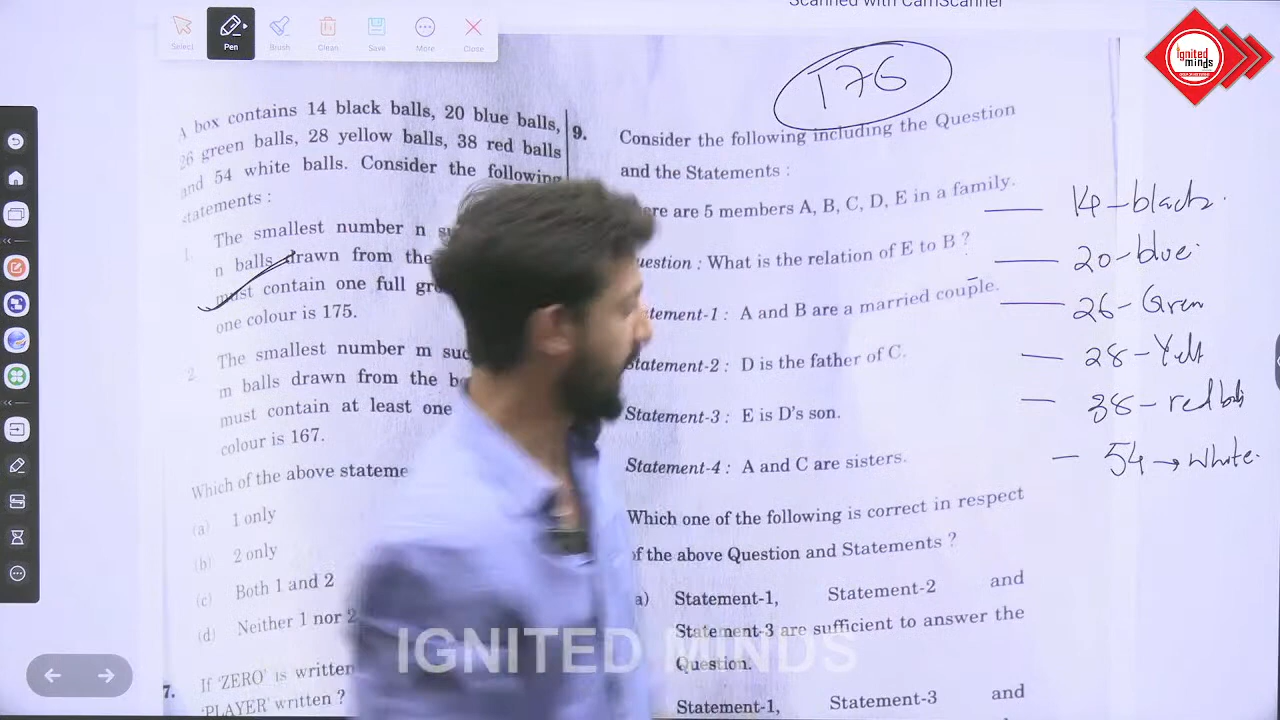 Scanned with CamScanner
Select
Pen
Brush
Clean
Save
More
Close
ignited
minds
176
A box contains 14 black balls, 20 blue balls,
26 green balls, 28 yellow balls, 38 red balls
and 54 white balls. Consider the following
statements :
1. The smallest number n
n balls drawn from the
must contain one full
one colour is 175.
2. The smallest number m
m balls drawn from the
must contain at least one
colour is 167.
Which of the above
(a) 1 only
(b) 2 only
(c) Both 1 and 2
(d) Neither 1 nor 2
7. If 'ZERO' is written
'PLAYER' written ?
9. Consider the following including the Question
and the Statements :
are 5 members A, B, C, D, E in a family.
: What is the relation of E to B ?
A and B are a married couple.
Statement-2 : D is the father of C.
Statement-3 : E is D's son.
Statement-4 : A and C are sisters.
Which one of the following is correct in respect
of the above Question and Statements ?
a) Statement-1, Statement-2 and
Statement-3 are sufficient to answer the
Question.
Statement-1, Statement-3 and
14-black
20-blue
26-Gren
28-Yell
38-red balls
54→white
IGNITED MINDS